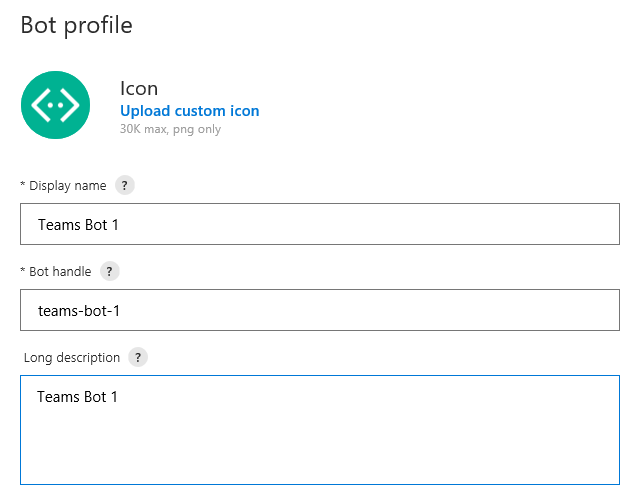 Bot profile
Icon
Upload custom icon
30K max, png only
* Display name ?
Teams Bot 1
* Bot handle ?
teams-bot-1
Long description ?
Teams Bot 1